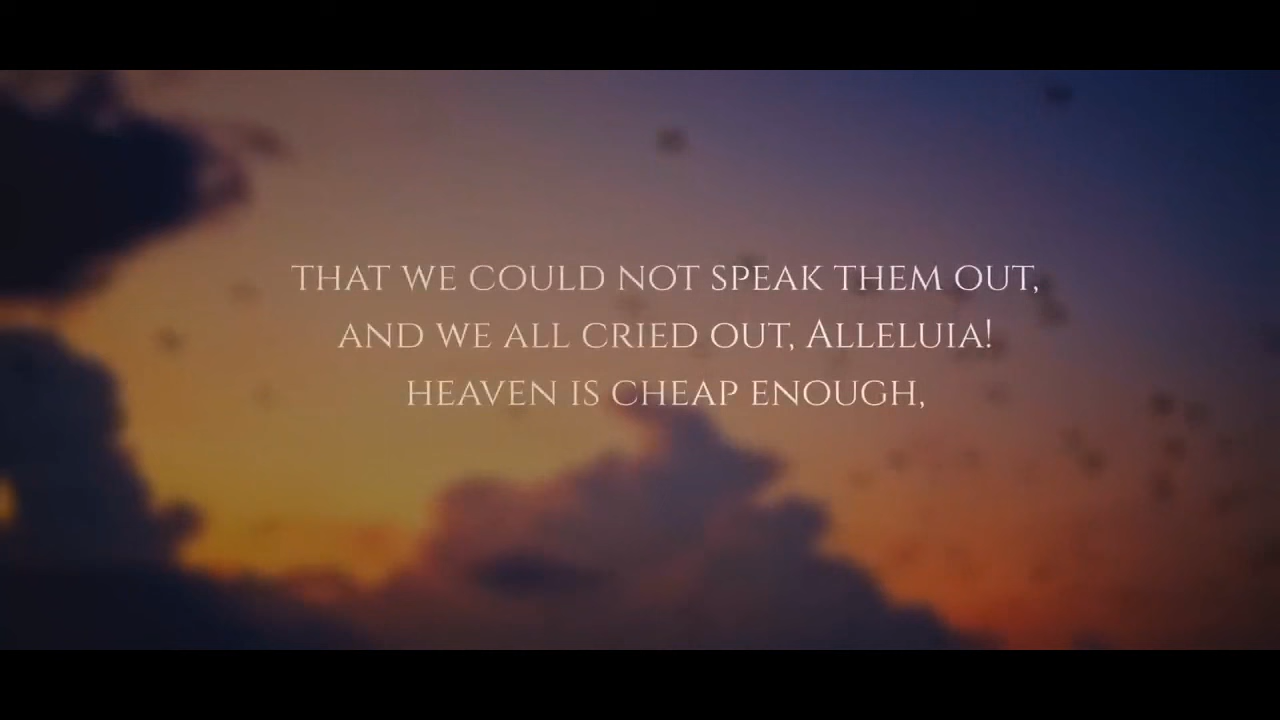 THAT WE COULD NOT SPEAK THEM OUT,
AND WE ALL CRIED OUT, ALLELUIA!
HEAVEN IS CHEAP ENOUGH,